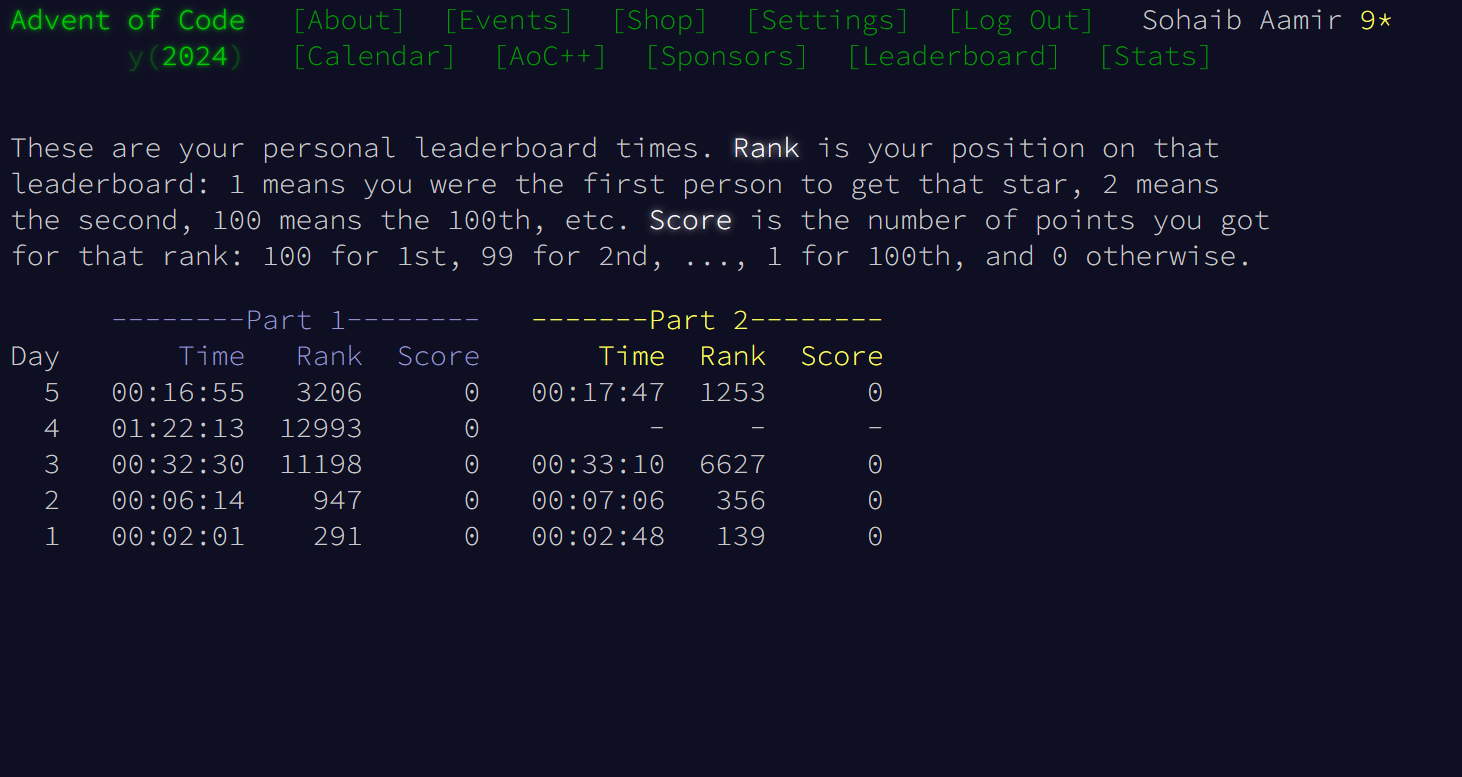 Advent of Code [About] [Events] [Shop] [Settings] [Log Out] Sohaib Aamir 9*
y(2024) [Calendar] [AoC++] [Sponsors] [Leaderboard] [Stats]
These are your personal leaderboard times. Rank is your position on that
leaderboard: 1 means you were the first person to get that star, 2 means
the second, 100 means the 100th, etc. Score is the number of points you got
for that rank: 100 for 1st, 99 for 2nd, ..., 1 for 100th, and 0 otherwise.
--------Part 1-------- -------Part 2--------
Day Time Rank Score Time Rank Score
5 00:16:55 3206 0 00:17:47 1253 0
4 01:22:13 12993 0 - - -
3 00:32:30 11198 0 00:33:10 6627 0
2 00:06:14 947 0 00:07:06 356 0
1 00:02:01 291 0 00:02:48 139 0